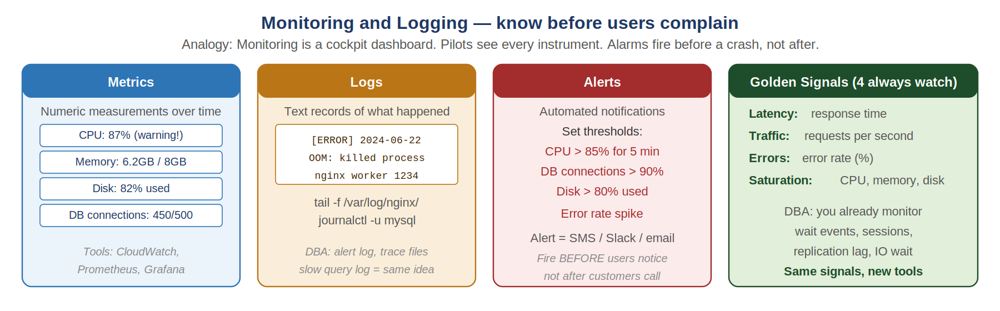 Monitoring and Logging — know before users complain
Analogy: Monitoring is a cockpit dashboard. Pilots see every instrument. Alarms fire before a crash, not after.
Metrics
Numeric measurements over time
CPU: 87% (warning!)
Memory: 6.2GB / 8GB
Disk: 82% used
DB connections: 450/500
Tools: CloudWatch,
Prometheus, Grafana
Logs
Text records of what happened
[ERROR] 2024-06-22
OOM: killed process
nginx worker 1234
tail -f /var/log/nginx/
journalctl -u mysql
DBA: alert log, trace files
slow query log = same idea
Alerts
Automated notifications
Set thresholds:
CPU > 85% for 5 min
DB connections > 90%
Disk > 80% used
Error rate spike
Alert = SMS / Slack / email
Fire BEFORE users notice
not after customers call
Golden Signals (4 always watch)
Latency: response time
Traffic: requests per second
Errors: error rate (%)
Saturation: CPU, memory, disk
DBA: you already monitor
wait events, sessions,
replication lag, IO wait
Same signals, new tools